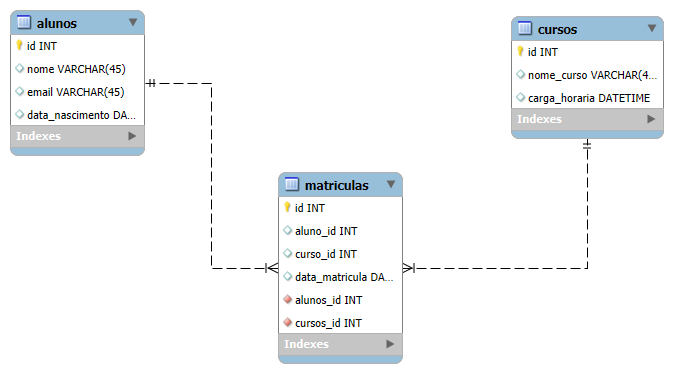 alunos
id INT
nome VARCHAR(45)
email VARCHAR(45)
data_nascimento DA...
Indexes
cursos
id INT
nome_curso VARCHAR(4...
carga_horaria DATETIME
Indexes
matriculas
id INT
aluno_id INT
curso_id INT
data_matricula DA...
alunos_id INT
cursos_id INT
Indexes